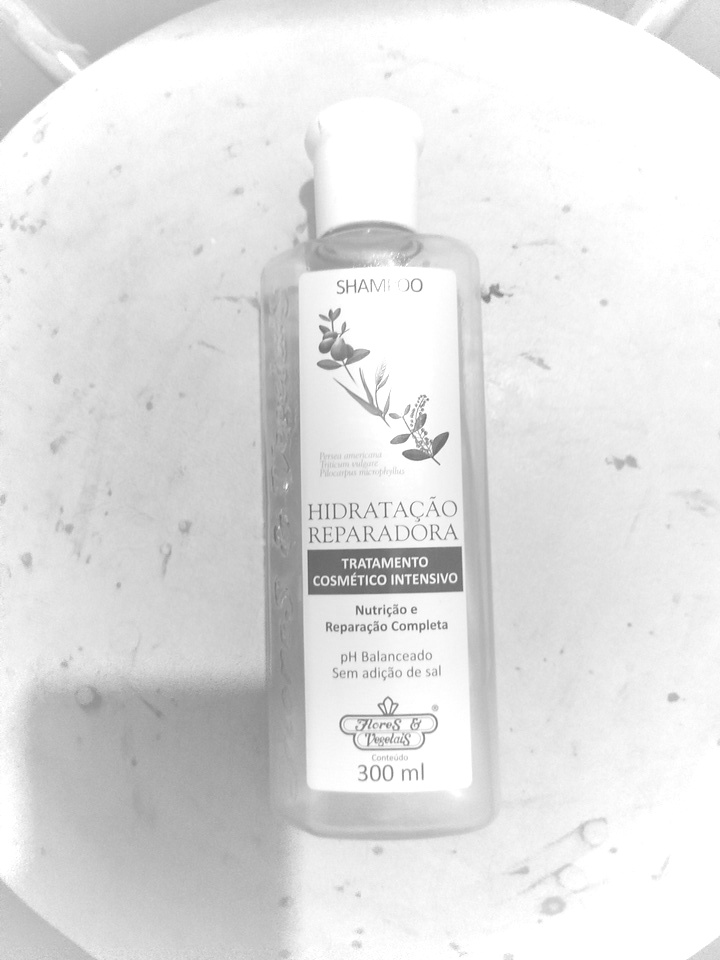 SHAMPOO
Persea americana
Triticum vulgare
Pilocarpus microphyllus
HIDRATAÇÃO
REPARADORA
TRATAMENTO
COSMÉTICO INTENSIVO
Nutrição e
Reparação Completa
pH Balanceado
Sem adição de sal
Flores &
Vegetais
®
Conteúdo
300 ml